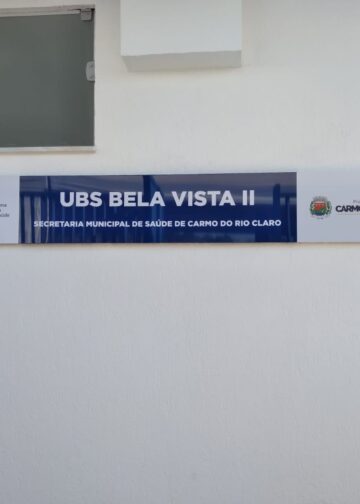 UBS BELA VISTA II
SECRETARIA MUNICIPAL DE SAÚDE DE CARMO DO RIO CLARO
CARMO